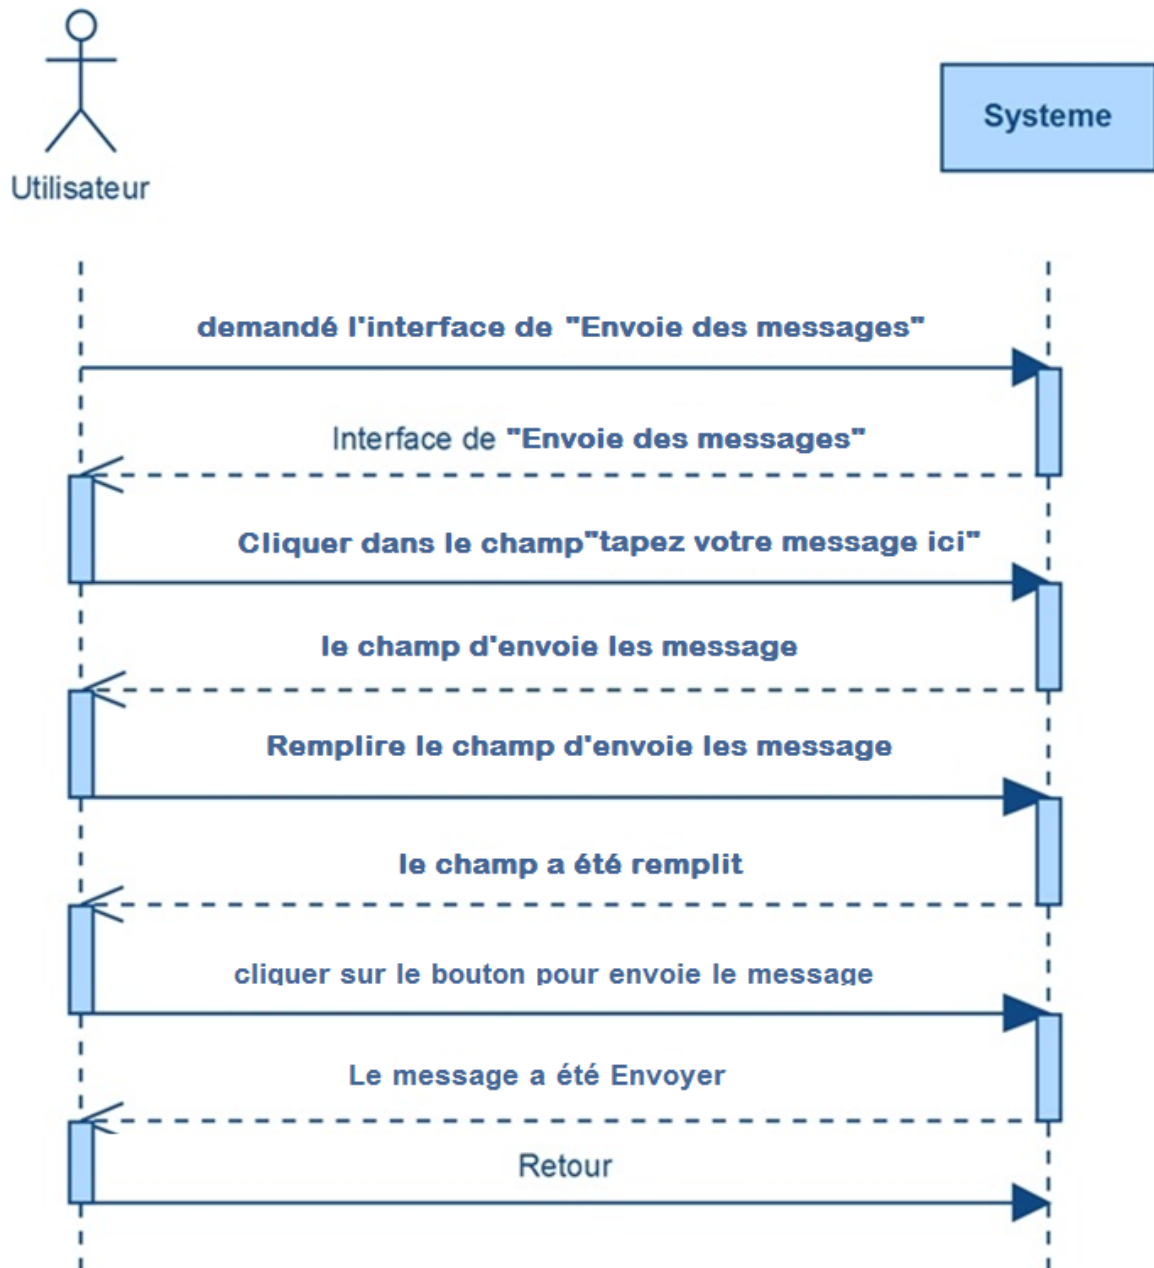 Systeme
Utilisateur
demandé l'interface de "Envoie des messages"
Interface de "Envoie des messages"
Cliquer dans le champ"tapez votre message ici"
le champ d'envoie les message
Remplire le champ d'envoie les message
le champ a été remplit
cliquer sur le bouton pour envoie le message
Le message a été Envoyer
Retour